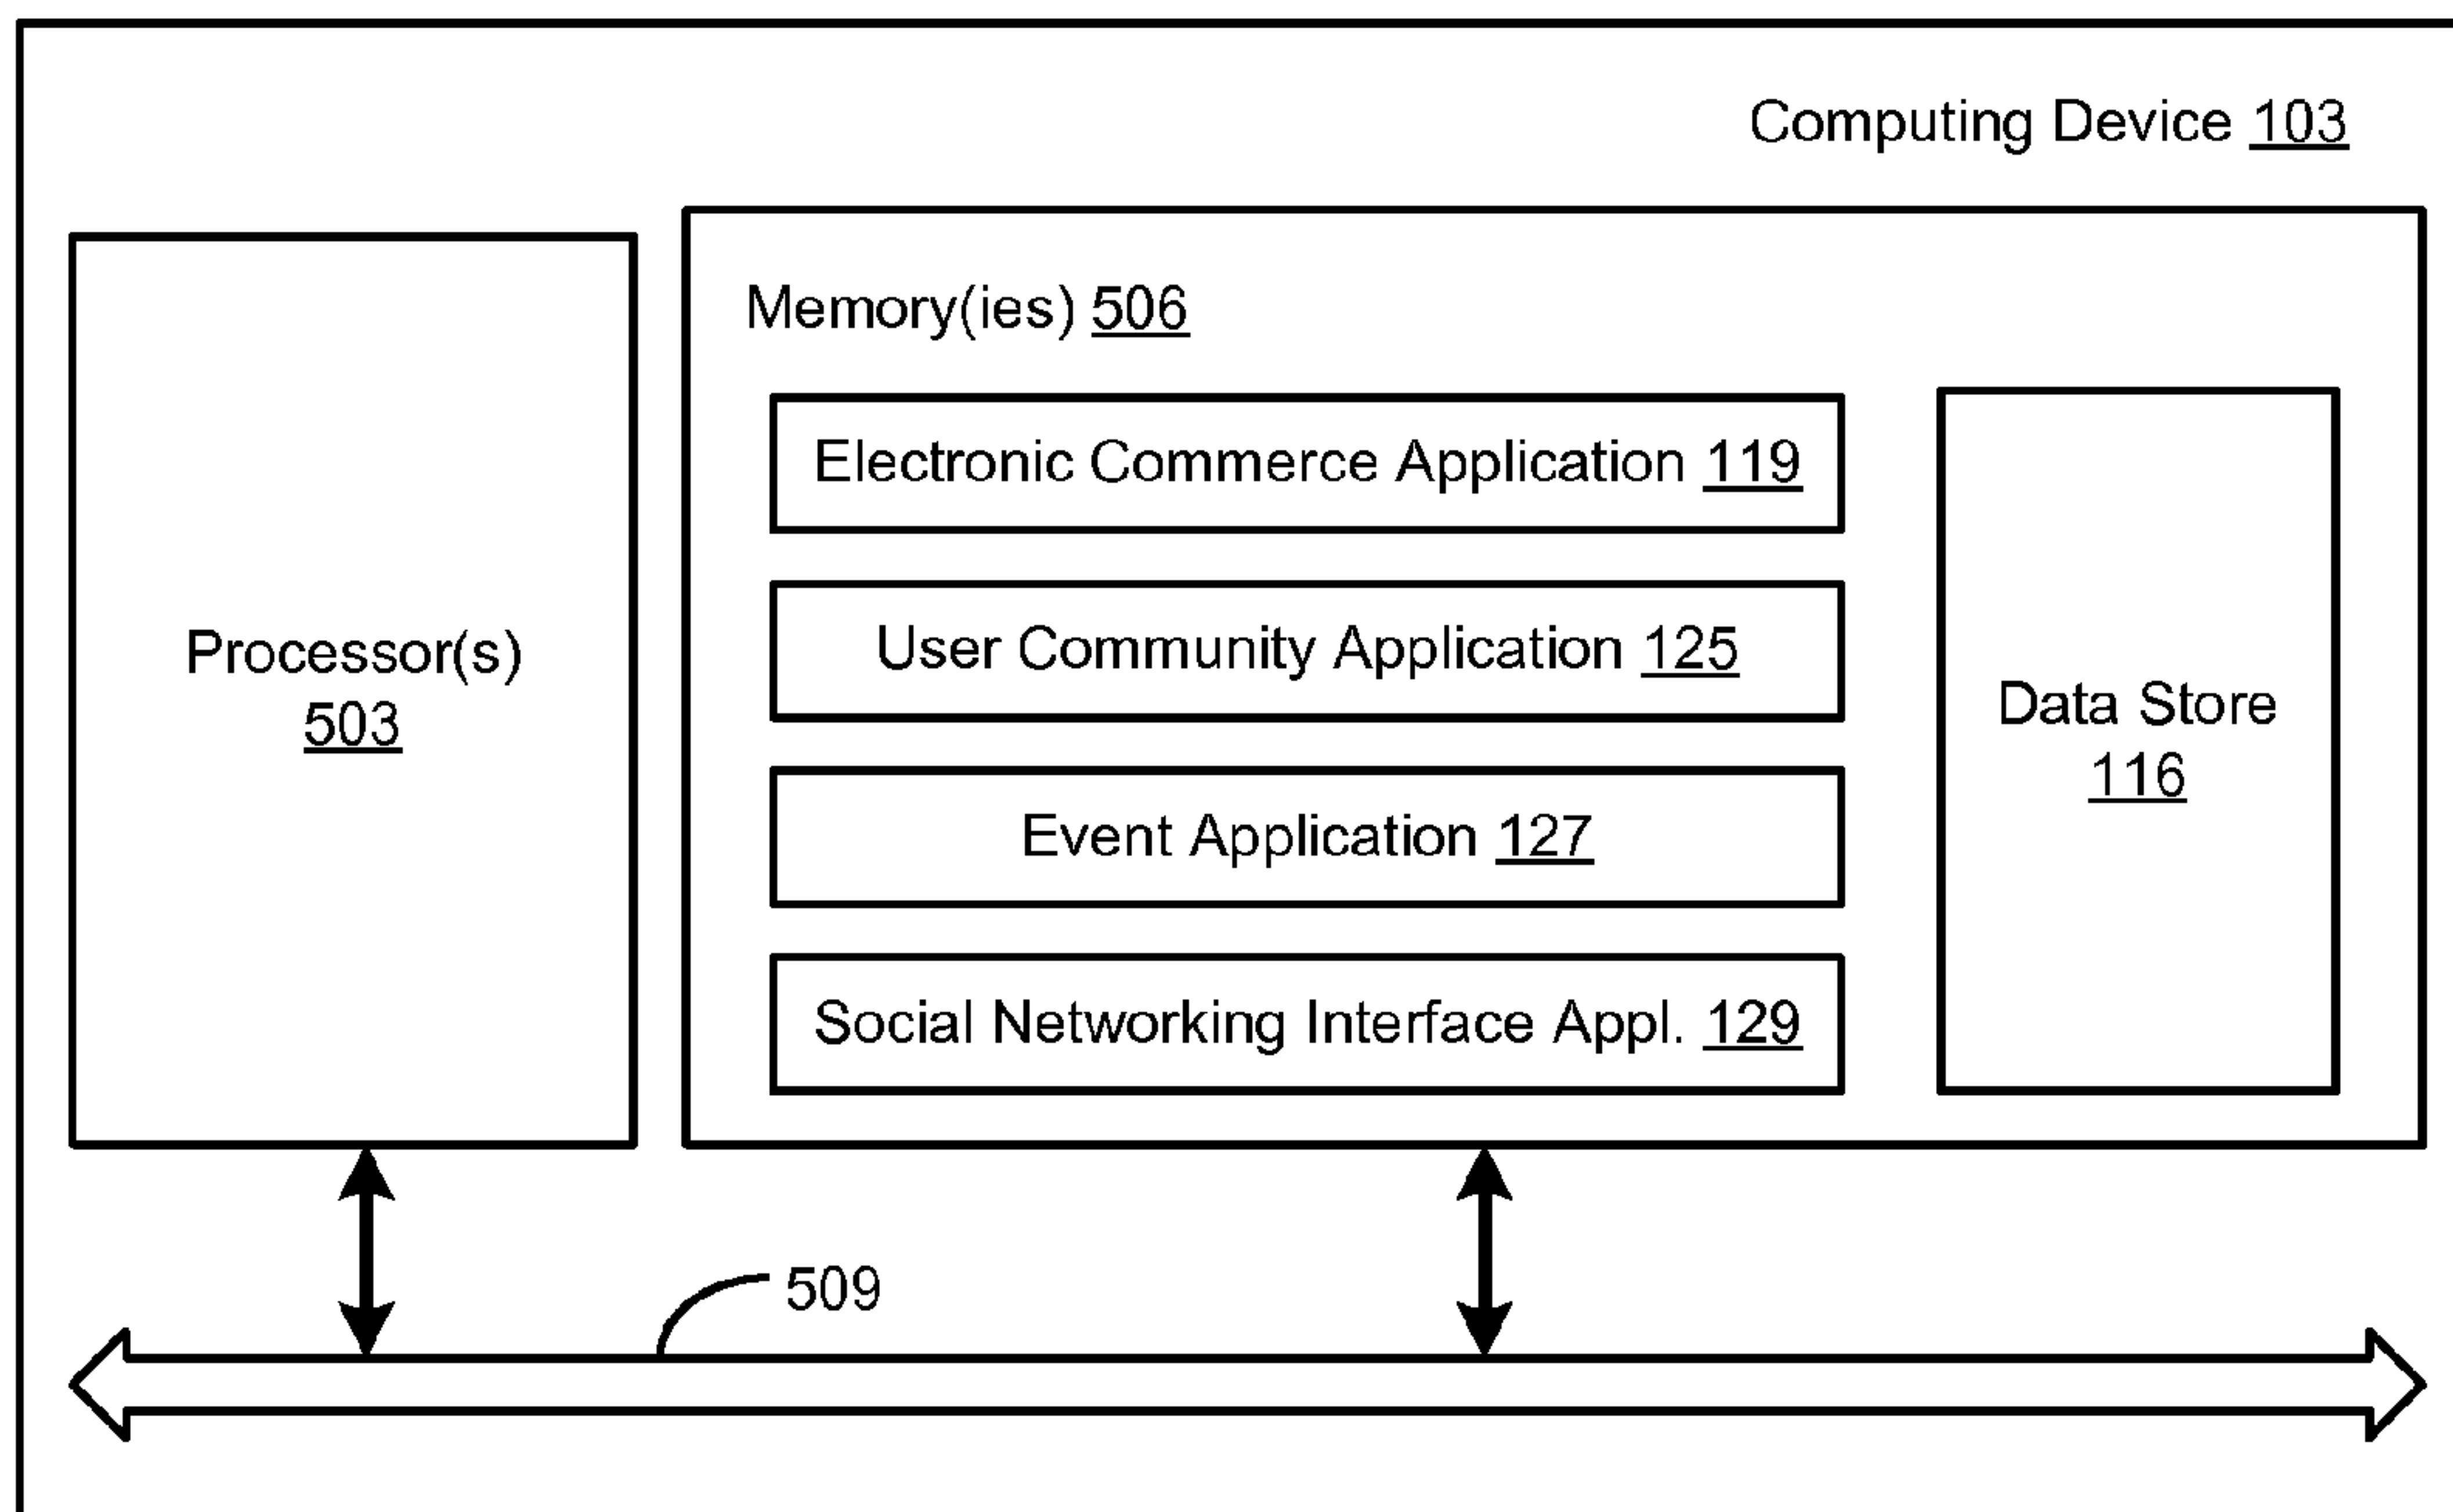 Computing Device 103
Memory(ies) 506
Electronic Commerce Application 119
User Community Application 125
Processor(s)
503
Data Store
116
Event Application 127
Social Networking Interface Appl. 129
509